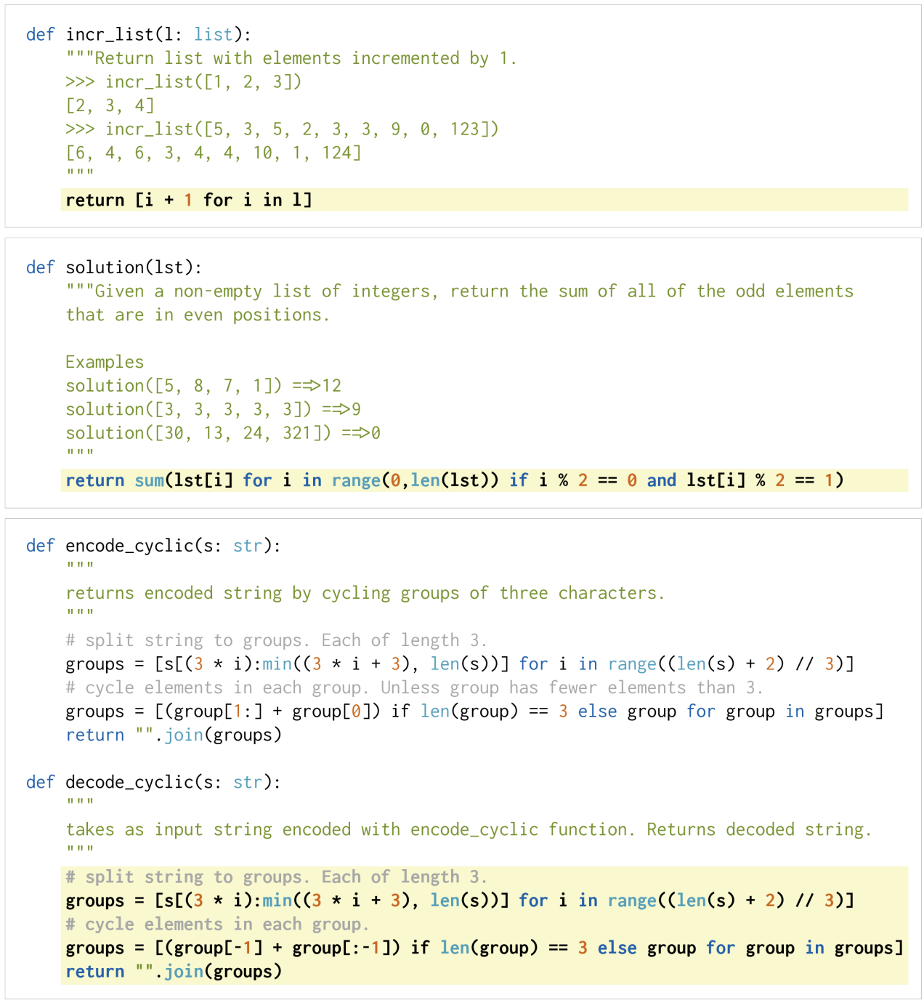 def incr_list(l: list):
    """Return list with elements incremented by 1.
    >>> incr_list([1, 2, 3])
    [2, 3, 4]
    >>> incr_list([5, 3, 5, 2, 3, 3, 9, 0, 123])
    [6, 4, 6, 3, 4, 4, 10, 1, 124]
    """
    return [i + 1 for i in l]
def solution(lst):
    """Given a non-empty list of integers, return the sum of all of the odd elements
    that are in even positions.

    Examples
    solution([5, 8, 7, 1]) ==>12
    solution([3, 3, 3, 3, 3]) ==>9
    solution([30, 13, 24, 321]) ==>0
    """
    return sum(lst[i] for i in range(0,len(lst)) if i % 2 == 0 and lst[i] % 2 == 1)
def encode_cyclic(s: str):
    """
    returns encoded string by cycling groups of three characters.
    """
    # split string to groups. Each of length 3.
    groups = [s[(3 * i):min((3 * i + 3), len(s))] for i in range((len(s) + 2) // 3)]
    # cycle elements in each group. Unless group has fewer elements than 3.
    groups = [(group[1:] + group[0]) if len(group) == 3 else group for group in groups]
    return "".join(groups)

def decode_cyclic(s: str):
    """
    takes as input string encoded with encode_cyclic function. Returns decoded string.
    """
    # split string to groups. Each of length 3.
    groups = [s[(3 * i):min((3 * i + 3), len(s))] for i in range((len(s) + 2) // 3)]
    # cycle elements in each group.
    groups = [(group[-1] + group[:-1]) if len(group) == 3 else group for group in groups]
    return "".join(groups)